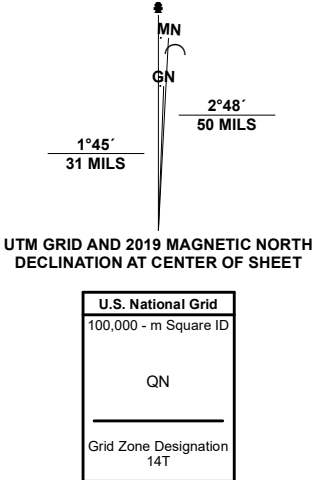 MN
GN
2°48´
50 MILS
1°45´
31 MILS
UTM GRID AND 2019 MAGNETIC NORTH
DECLINATION AT CENTER OF SHEET
U.S. National Grid
100,000 - m Square ID
QN
Grid Zone Designation
14T